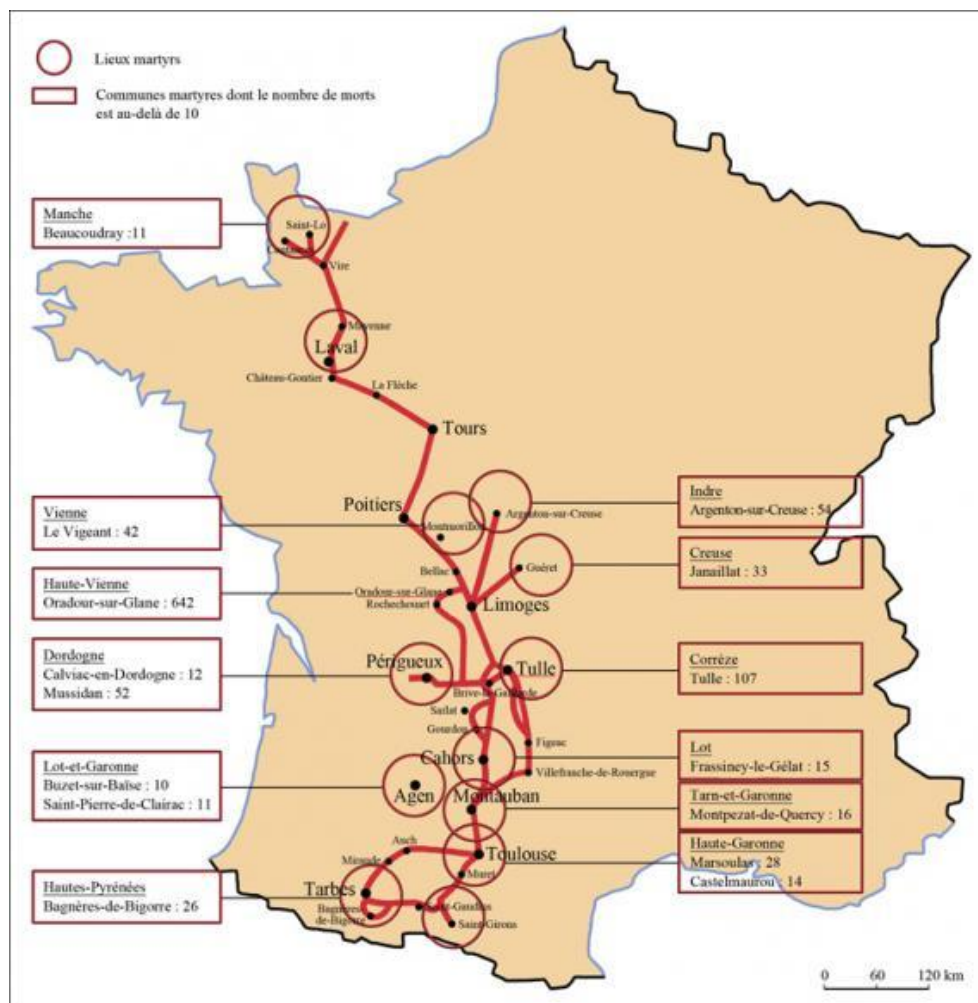 Lieux martyrs
Communes martyres dont le nombre de morts
est au-delà de 10
Manche
Beaucoudray :11
Saint-Lo
Vire
Mayenne
Laval
Château-Gontier
La Flèche
Tours
Poitiers
Montmorillon
Argenton-sur-Creuse
Indre
Argenton-sur-Creuse : 54
Vienne
Le Vigeant : 42
Bellac
Guéret
Creuse
Janaillat : 33
Haute-Vienne
Oradour-sur-Glane : 642
Oradour-sur-Glane
Rochechouart
Limoges
Dordogne
Calviac-en-Dordogne : 12
Mussidan : 52
Périgueux
Tulle
Brive-la-Gaillarde
Corrèze
Tulle : 107
Sarlat
Gourdon
Figeac
Cahors
Villefranche-de-Rouergue
Lot
Frassiney-le-Gélat : 15
Lot-et-Garonne
Buzet-sur-Baïse : 10
Saint-Pierre-de-Clairac : 11
Agen
Montauban
Tarn-et-Garonne
Montpezat-de-Quercy : 16
Auch
Mirande
Toulouse
Muret
Haute-Garonne
Marsoulas : 28
Castelmaurou : 14
Hautes-Pyrénées
Bagnères-de-Bigorre : 26
Tarbes
Bagnères-
de-Bigorre
Saint-Gaudins
Saint-Girons
0 60 120 km